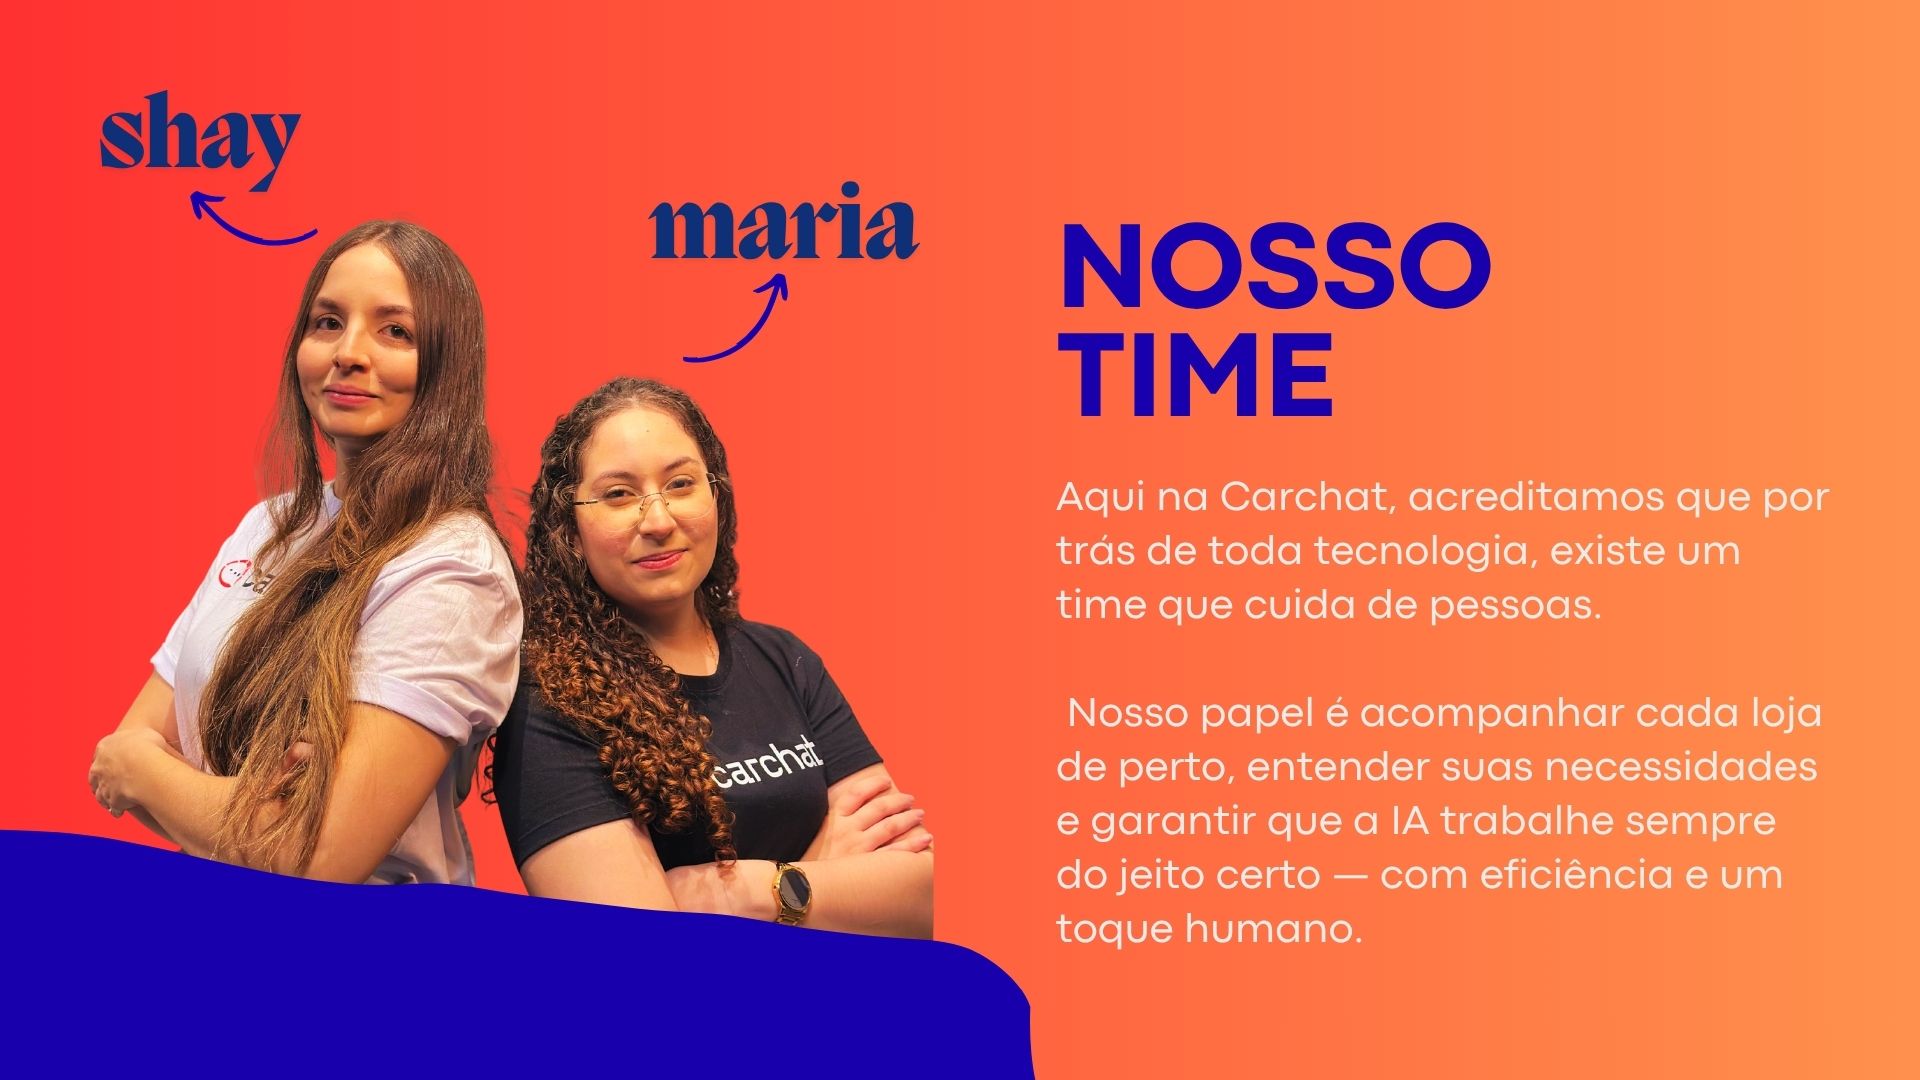 shay
maria
NOSSO
TIME
Aqui na Carchat, acreditamos que por
trás de toda tecnologia, existe um
time que cuida de pessoas.
Nosso papel é acompanhar cada loja
de perto, entender suas necessidades
e garantir que a IA trabalhe sempre
do jeito certo — com eficiência e um
toque humano.
ca
carchat